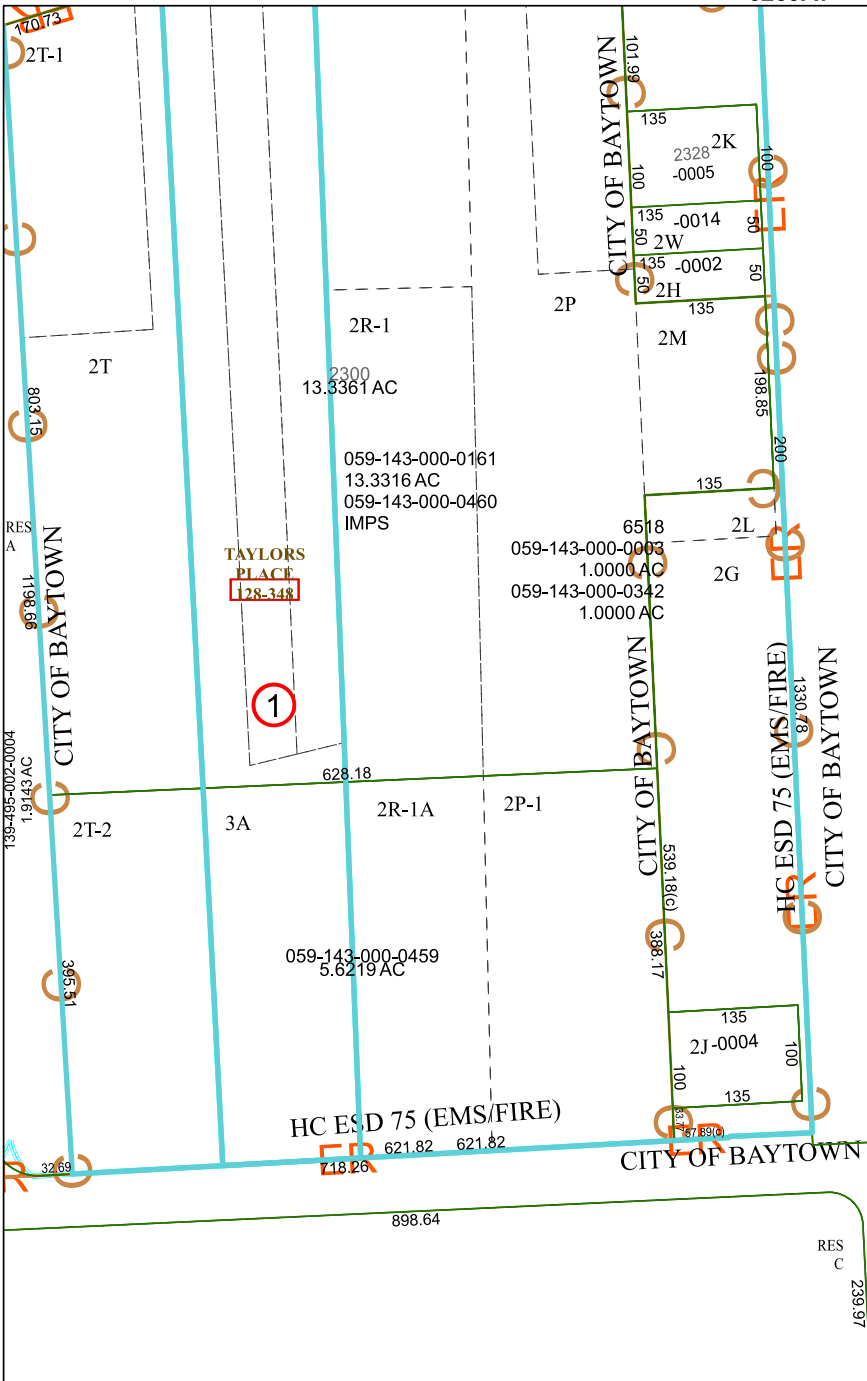 170.73
2T-1
101.99
CITY OF BAYTOWN
135
2K
2328
-0005
100
100
ER
135
-0014
50
50
2W
135
-0002
50
50
2H
135
2P
2M
2R-1
2T
2300
13.3361 AC
803.15
198.85
200
059-143-000-0161
13.3316 AC
059-143-000-0460
IMPS
135
RES
A
6518
2L
059-143-000-0003
1.0000 AC
2G
059-143-000-0342
1.0000 AC
ER
TAYLORS
PLACE
128-348
1198.66
CITY OF BAYTOWN
1
CITY OF BAYTOWN
HC ESD 75 (EMS/FIRE)
1330.78
CITY OF BAYTOWN
139-495-002-0004
1.9143 AC
628.18
2T-2
3A
2R-1A
2P-1
539.18(c)
388.17
ER
059-143-000-0459
5.6219 AC
395.51
135
2J
-0004
100
100
135
HC ESD 75 (EMS/FIRE)
57.89(c)
ER
621.82
621.82
ER
718.26
CITY OF BAYTOWN
32.69
R
898.64
RES
C
239.97